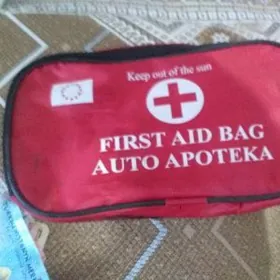 Keep out of the sun
FIRST AID BAG
AUTO APOTEKA